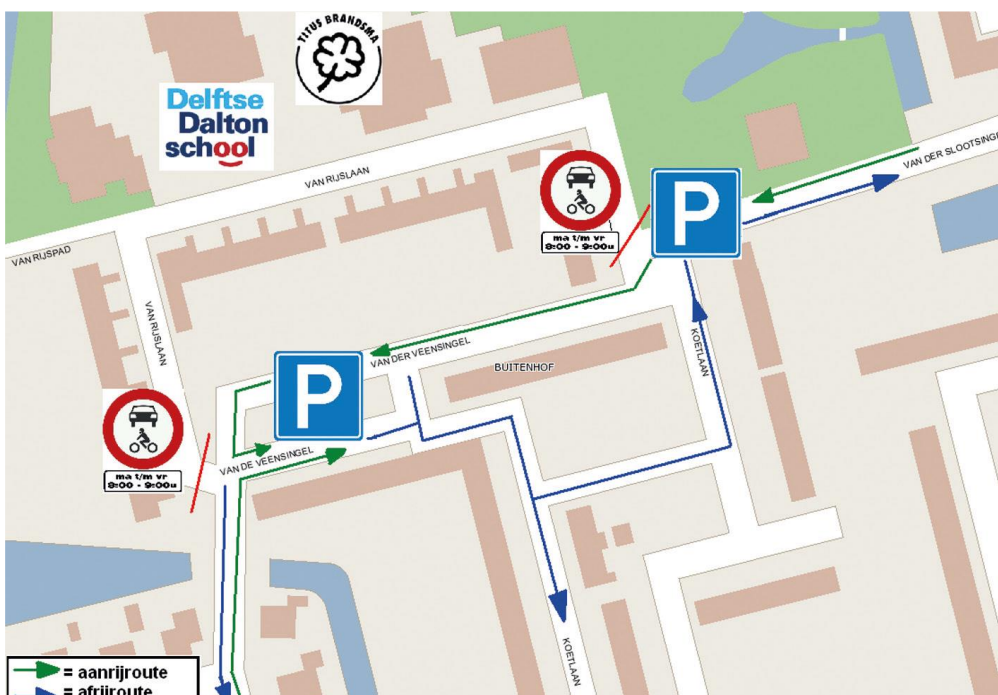 TITUS BRANDSMA
Delftse
Dalton
school
VAN RIJSLAAN
VAN DER SLOOTSINGE
P
ma t/m vr
8:00 - 9:00u
VAN RIJSPAD
VAN RIJSLAAN
KOETLAAN
VAN DER VEENSINGEL
BUITENHOF
P
ma t/m vr
8:00 - 9:00u
VAN DE VEENSINGEL
KOETLAAN
= aanrijroute
= afrijroute